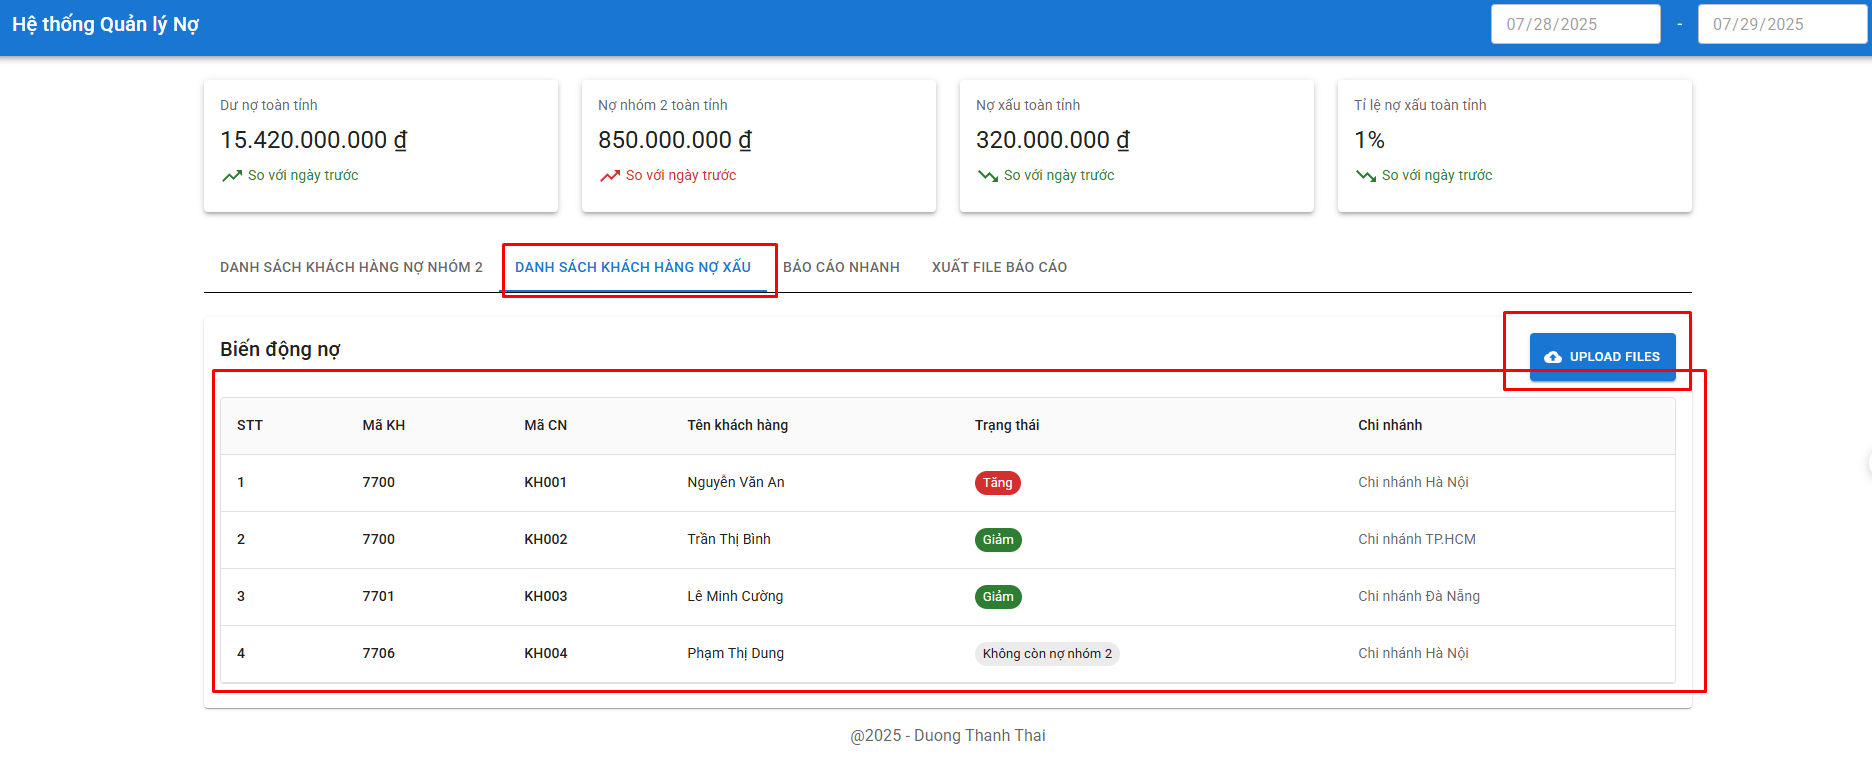 Hệ thống Quản lý Nợ
07/28/2025 - 07/29/2025
Dư nợ toàn tỉnh
15.420.000.000 ₫
So với ngày trước
Nợ nhóm 2 toàn tỉnh
850.000.000 ₫
So với ngày trước
Nợ xấu toàn tỉnh
320.000.000 ₫
So với ngày trước
Tỉ lệ nợ xấu toàn tỉnh
1%
So với ngày trước
DANH SÁCH KHÁCH HÀNG NỢ NHÓM 2 DANH SÁCH KHÁCH HÀNG NỢ XẤU BÁO CÁO NHANH XUẤT FILE BÁO CÁO
Biến động nợ
UPLOAD FILES
STT Mã KH Mã CN Tên khách hàng Trạng thái Chi nhánh
1 7700 KH001 Nguyễn Văn An Tăng Chi nhánh Hà Nội
2 7700 KH002 Trần Thị Bình Giảm Chi nhánh TP.HCM
3 7701 KH003 Lê Minh Cường Giảm Chi nhánh Đà Nẵng
4 7706 KH004 Phạm Thị Dung Không còn nợ nhóm 2 Chi nhánh Hà Nội
@2025 - Duong Thanh Thai